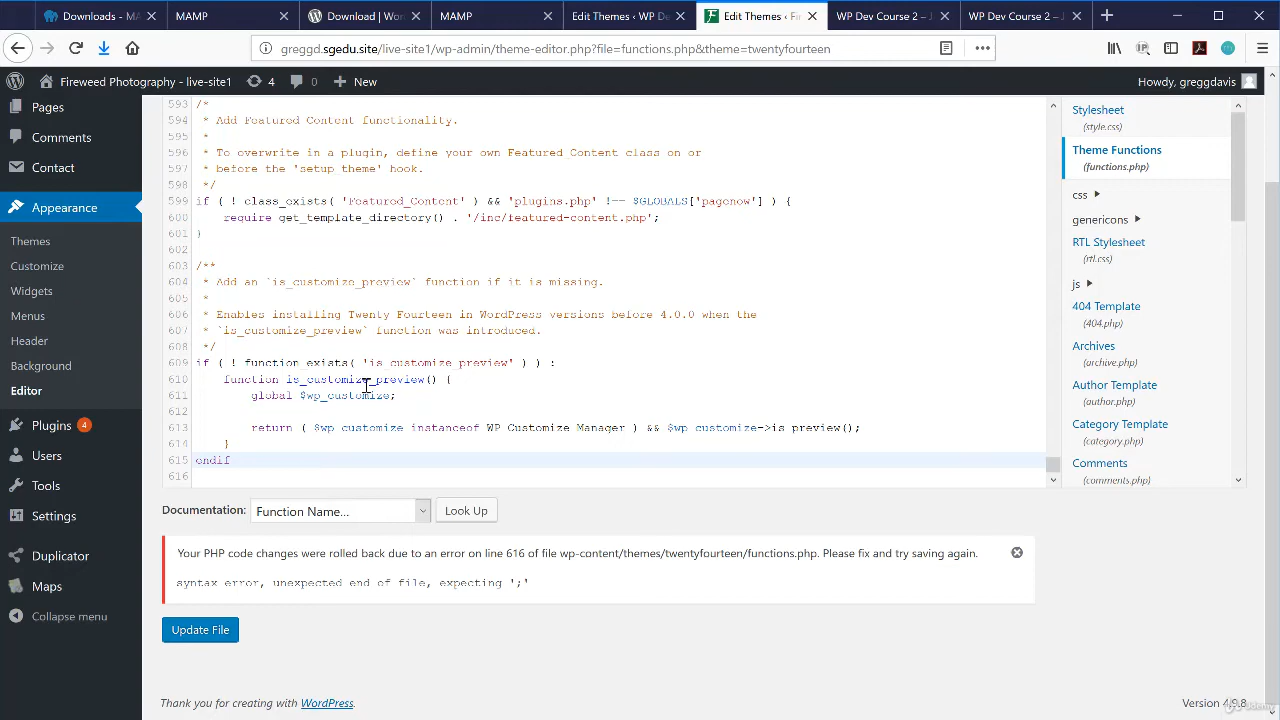 Downloads - MA
MAMP
Download | Wor
MAMP
Edit Themes ‹ WP De
Edit Themes ‹ Fi
WP Dev Course 2 – J
WP Dev Course 2 – J
greggd.sgedu.site/live-site1/wp-admin/theme-editor.php?file=functions.php&theme=twentyfourteen
Fireweed Photography - live-site1
4
0
New
Howdy, greggdavis
Pages
Comments
Contact
Appearance
Themes
Customize
Widgets
Menus
Header
Background
Editor
Plugins 4
Users
Tools
Settings
Duplicator
Maps
Collapse menu
593 /*
594 * Add Featured Content functionality.
595 *
596 * To overwrite in a plugin, define your own Featured Content class on or
597 * before the 'setup theme' hook.
598 */
599 if ( ! class_exists( 'Featured_Content' ) && 'plugins.php' !== $GLOBALS['pagenow'] ) {
600 require get_template_directory() . '/inc/featured-content.php';
601 }
602
603 /**
604 * Add an `is_customize_preview` function if it is missing.
605 *
606 * Enables installing Twenty Fourteen in WordPress versions before 4.0.0 when the
607 * `is_customize_preview` function was introduced.
608 */
609 if ( ! function_exists( 'is_customize_preview' ) ) :
610 function is_customize_preview() {
611 global $wp_customize;
612
613 return ( $wp_customize instanceof WP_Customize_Manager ) && $wp_customize->is_preview();
614 }
615 endif
616
Stylesheet
(style.css)
Theme Functions
(functions.php)
css
genericons
RTL Stylesheet
(rtl.css)
js
404 Template
(404.php)
Archives
(archive.php)
Author Template
(author.php)
Category Template
(category.php)
Comments
(comments.php)
Documentation:
Function Name...
Look Up
Your PHP code changes were rolled back due to an error on line 616 of file wp-content/themes/twentyfourteen/functions.php. Please fix and try saving again.
syntax error, unexpected end of file, expecting ';'
Update File
Thank you for creating with WordPress.
Version 4.9.8